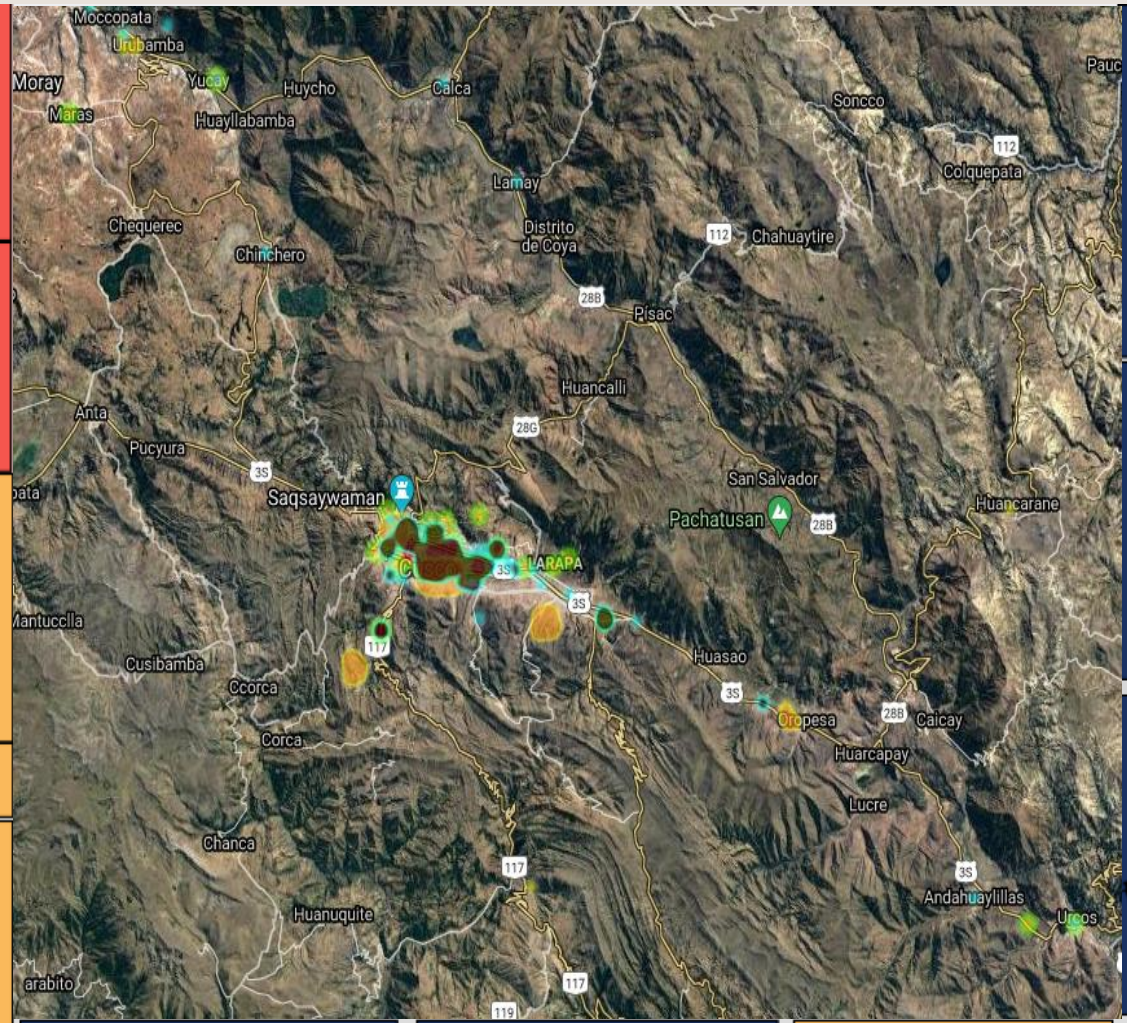 Moccopata
Urubamba
Moray
Yucay
Huycho
Calca
Maras
Huayllabamba
Soncco
Pauc
112
Colquepata
Lamay
Chequerec
Distrito
de Coya
112
Chahuaytire
Chinchero
28B
Písac
Huancalli
Anta
28G
Pucyura
3S
San Salvador
pata
Saqsaywaman
Pachatusan
28B
Huancarane
C
3S
LARAPA
3S
Mantucclla
117
Cusibamba
Huasao
Ccorca
3S
Oropesa
28B
Caicay
Corca
Huarcapay
Lucre
Chanca
117
3S
Andahuaylillas
Huanuquite
Urcos
arabito
117
119